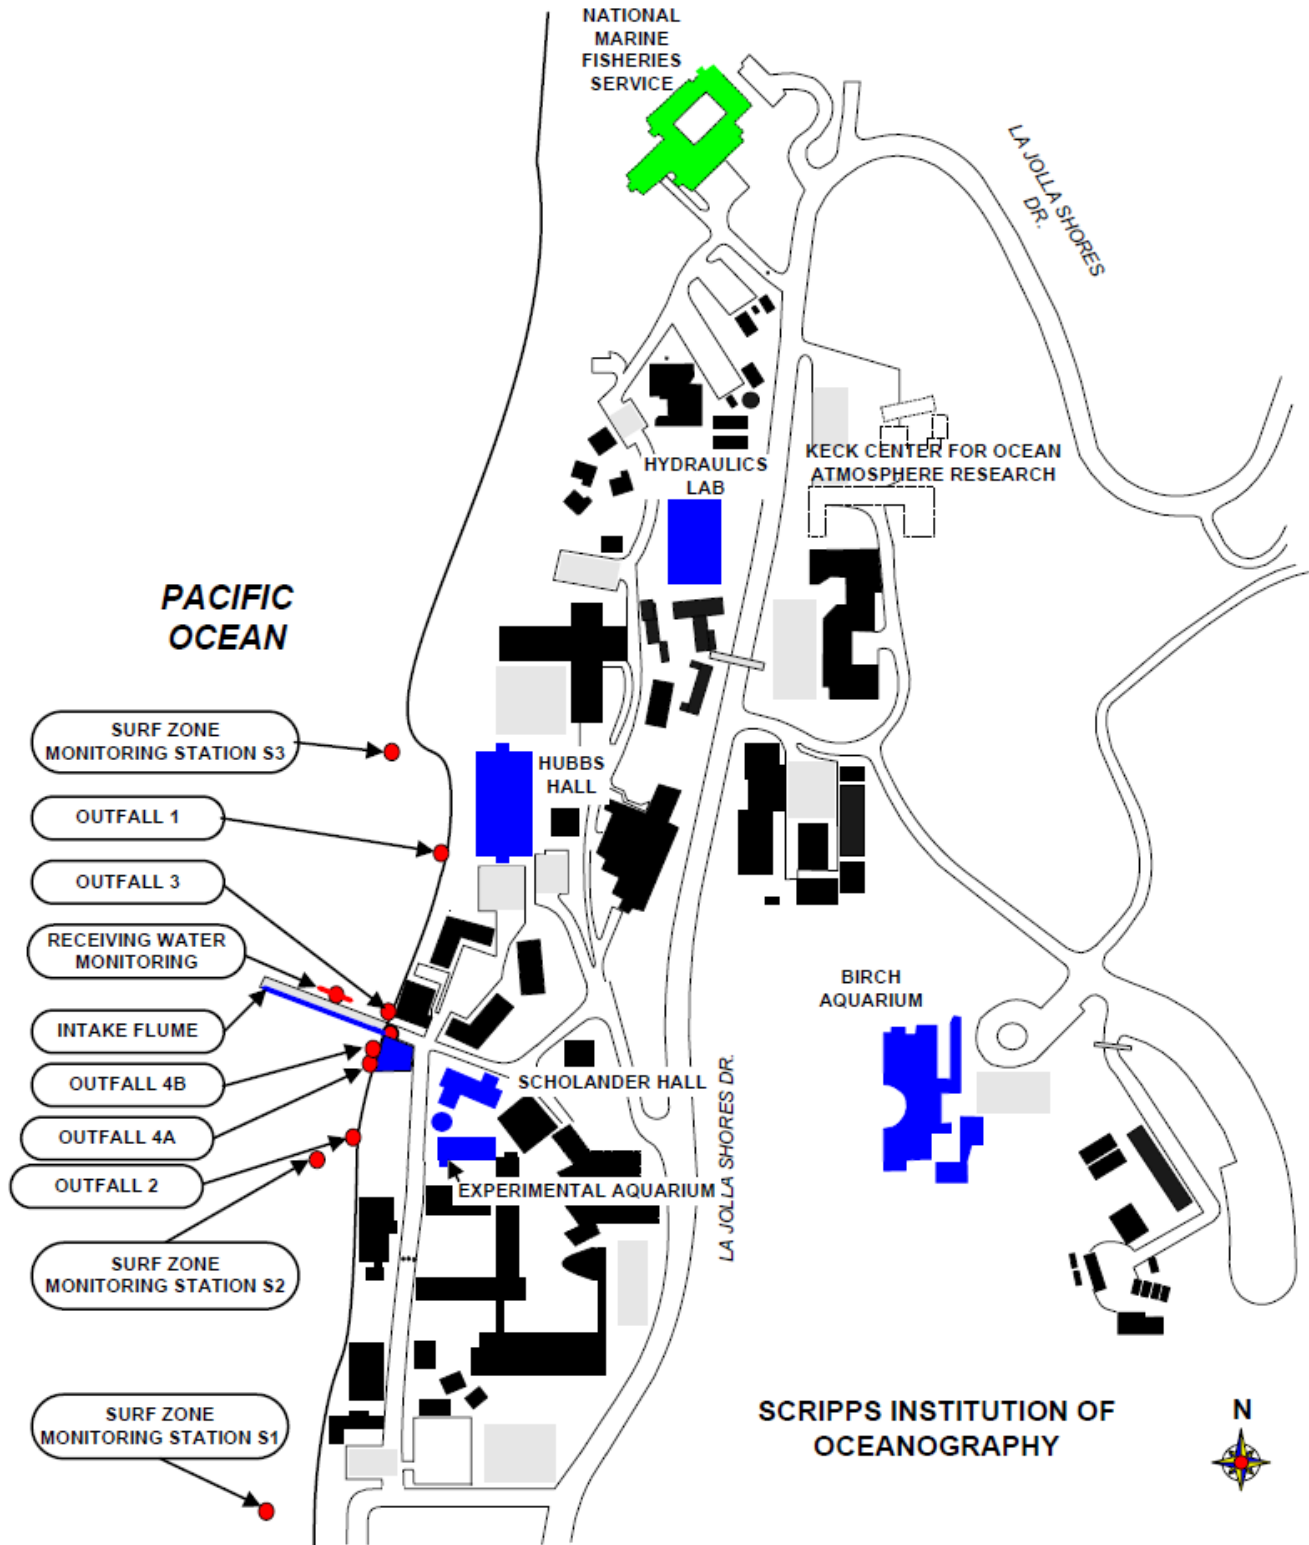 NATIONAL
MARINE
FISHERIES
SERVICE
LA JOLLA SHORES
DR.
HYDRAULICS
LAB
KECK CENTER FOR OCEAN
ATMOSPHERE RESEARCH
PACIFIC
OCEAN
SURF ZONE
MONITORING STATION S3
HUBBS
HALL
OUTFALL 1
OUTFALL 3
RECEIVING WATER
MONITORING
INTAKE FLUME
OUTFALL 4B
OUTFALL 4A
OUTFALL 2
BIRCH
AQUARIUM
SCHOLANDER HALL
EXPERIMENTAL AQUARIUM
LA JOLLA SHORES DR.
SURF ZONE
MONITORING STATION S2
SURF ZONE
MONITORING STATION S1
SCRIPPS INSTITUTION OF
OCEANOGRAPHY
N